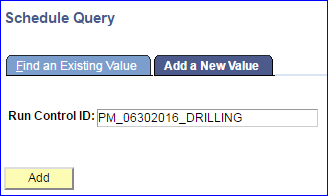 Schedule Query
Find an Existing Value
Add a New Value
Run Control ID: PM_06302016_DRILLING
Add